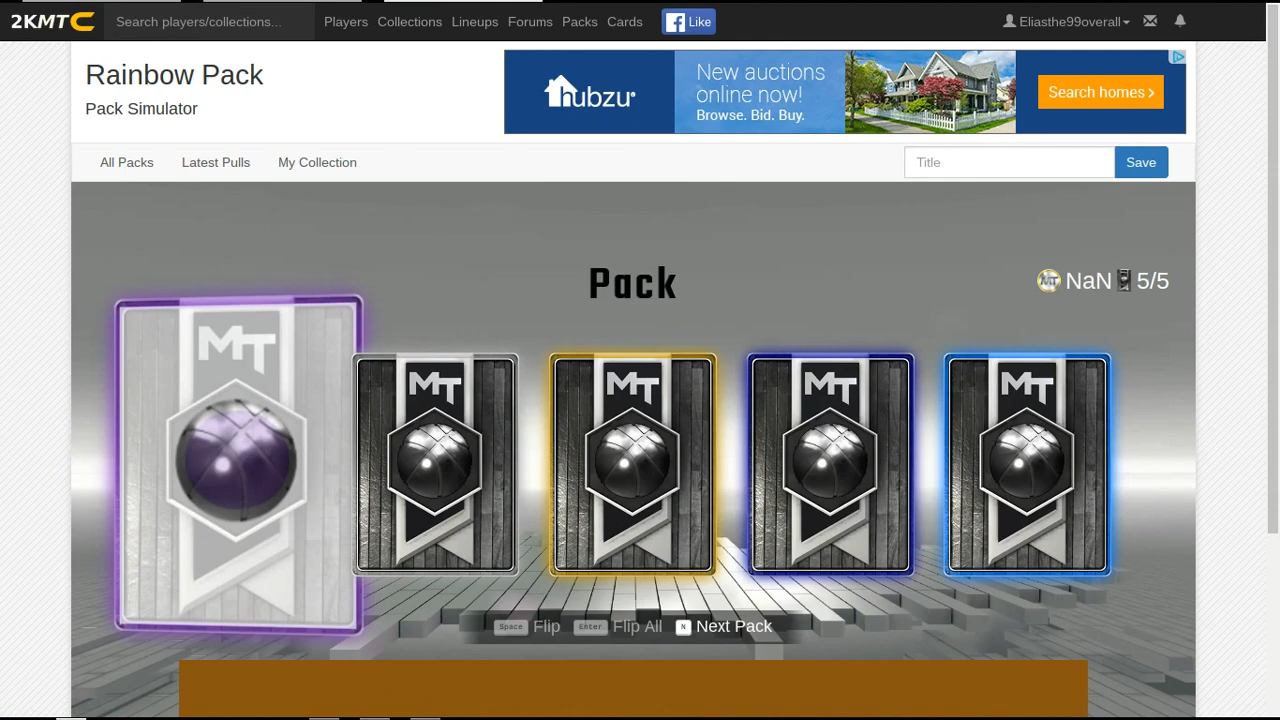 2KMTC Search players/collections... Players Collections Lineups Forums Packs Cards Like Eliasthe99overall
Rainbow Pack
Pack Simulator
hubzu
New auctions
online now!
Browse. Bid. Buy.
Search homes >
All Packs Latest Pulls My Collection Title Save
Pack
MT NaN 5/5
MT
MT
MT
MT
MT
Space Flip Enter Flip All N Next Pack